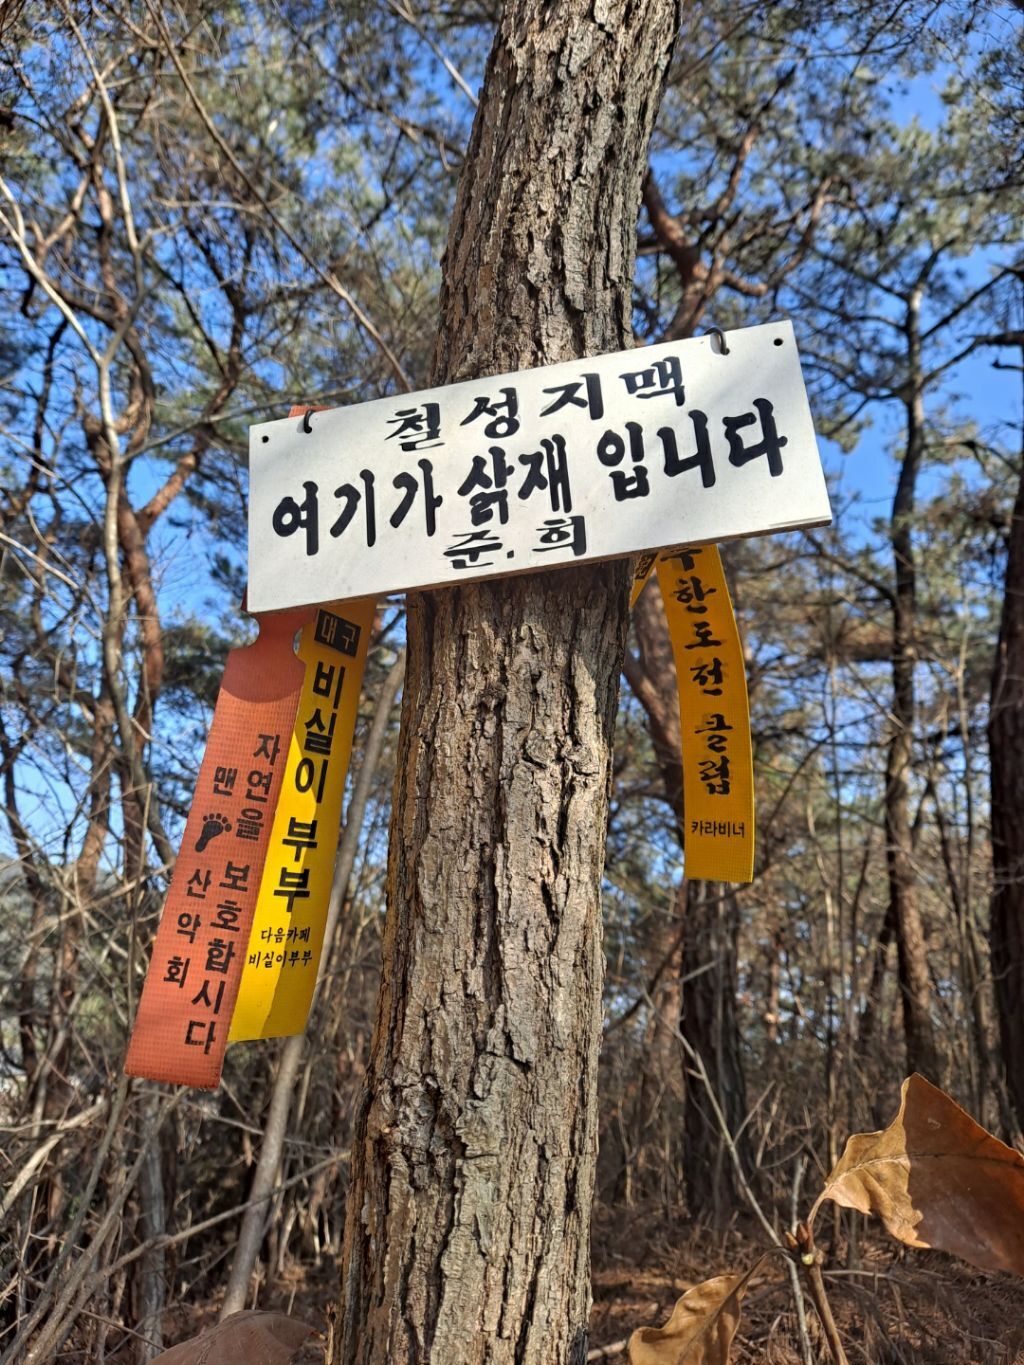 철성지맥
여기가 삵재 입니다
준.희
대구
비실이 부부
다음카페
비실이부부
자연을 보호합시다
맨 산악회
한도전 클럽
카라비너